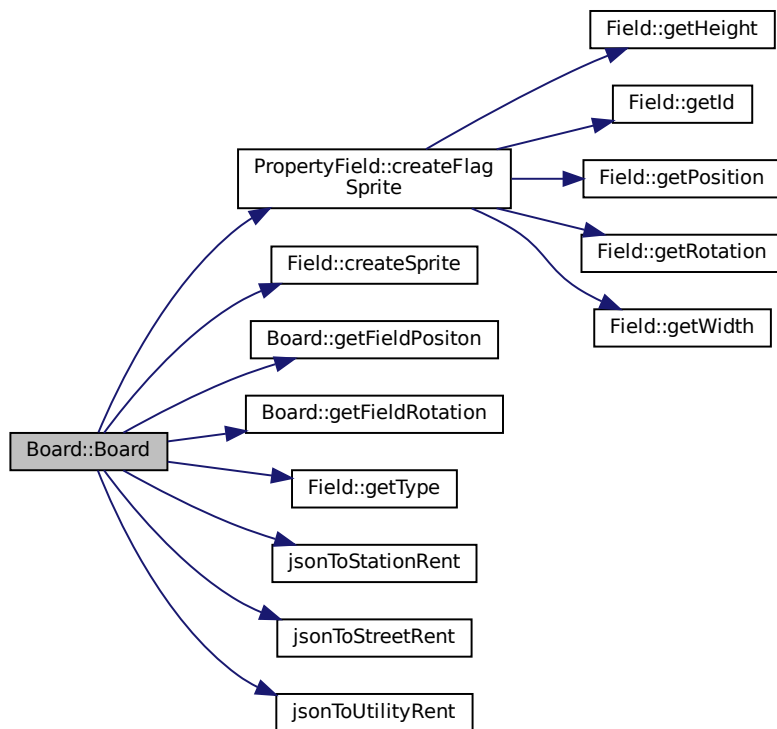 Field::getHeight
Field::getId
PropertyField::createFlag
Sprite
Field::getPosition
Field::getRotation
Field::createSprite
Field::getWidth
Board::getFieldPositon
Board::getFieldRotation
Board::Board
Field::getType
jsonToStationRent
jsonToStreetRent
jsonToUtilityRent